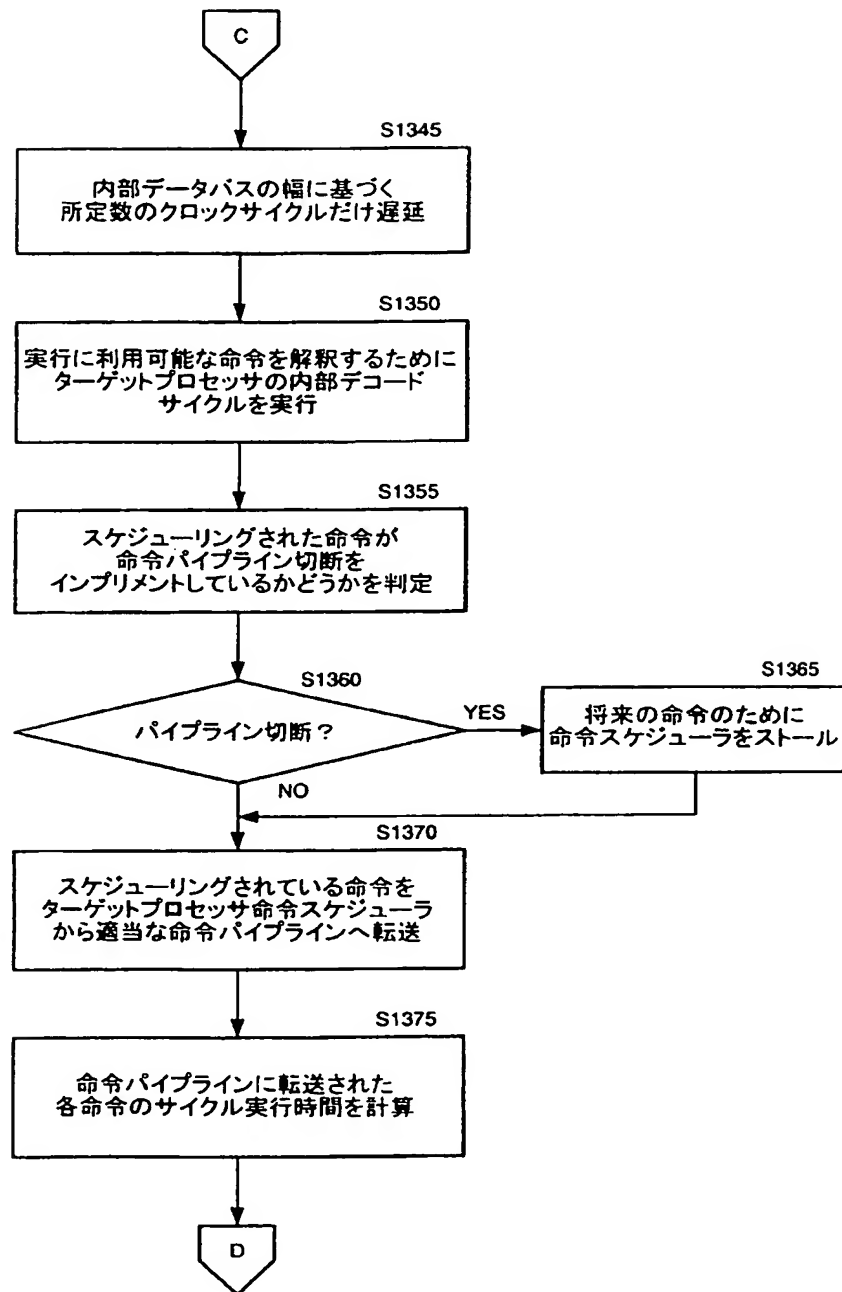 C
S1345
内部データバスの幅に基づく
所定数のクロックサイクルだけ遅延
S1350
実行に利用可能な命令を解釈するために
ターゲットプロセッサの内部デコード
サイクルを実行
S1355
スケジューリングされた命令が
命令パイプライン切断を
インプリメントしているかどうかを判定
S1360
パイプライン切断？
YES
S1365
将来の命令のために
命令スケジューラをストール
NO
S1370
スケジューリングされている命令を
ターゲットプロセッサ命令スケジューラ
から適当な命令パイプラインへ転送
S1375
命令パイプラインに転送された
各命令のサイクル実行時間を計算
D